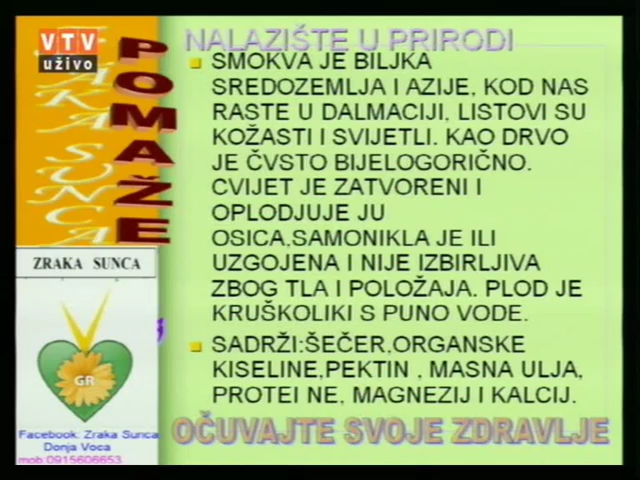 VTV
uživo
ZRAKA SUNCA
POMAŽE
NALAZIŠTE U PRIRODI
SMOKVA JE BILJKA
SREDOZEMLJA I AZIJE, KOD NAS
RASTE U DALMACIJI, LISTOVI SU
KOŽASTI I SVIJETLI. KAO DRVO
JE ČVSTO BIJELOGORIČNO.
CVIJET JE ZATVORENI I
OPLODJUJE JU
OSICA,SAMONIKLA JE ILI
UZGOJENA I NIJE IZBIRLJIVA
ZBOG TLA I POLOŽAJA. PLOD JE
KRUŠKOLIKI S PUNO VODE.
SADRŽI:ŠEČER,ORGANSKE
KISELINE,PEKTIN , MASNA ULJA,
PROTEI NE, MAGNEZIJ I KALCIJ.
OČUVAJTE SVOJE ZDRAVLJE
ZRAKA SUNCA
GR
Facebook: Zraka Sunca
Donja Voca
mob:0915606653